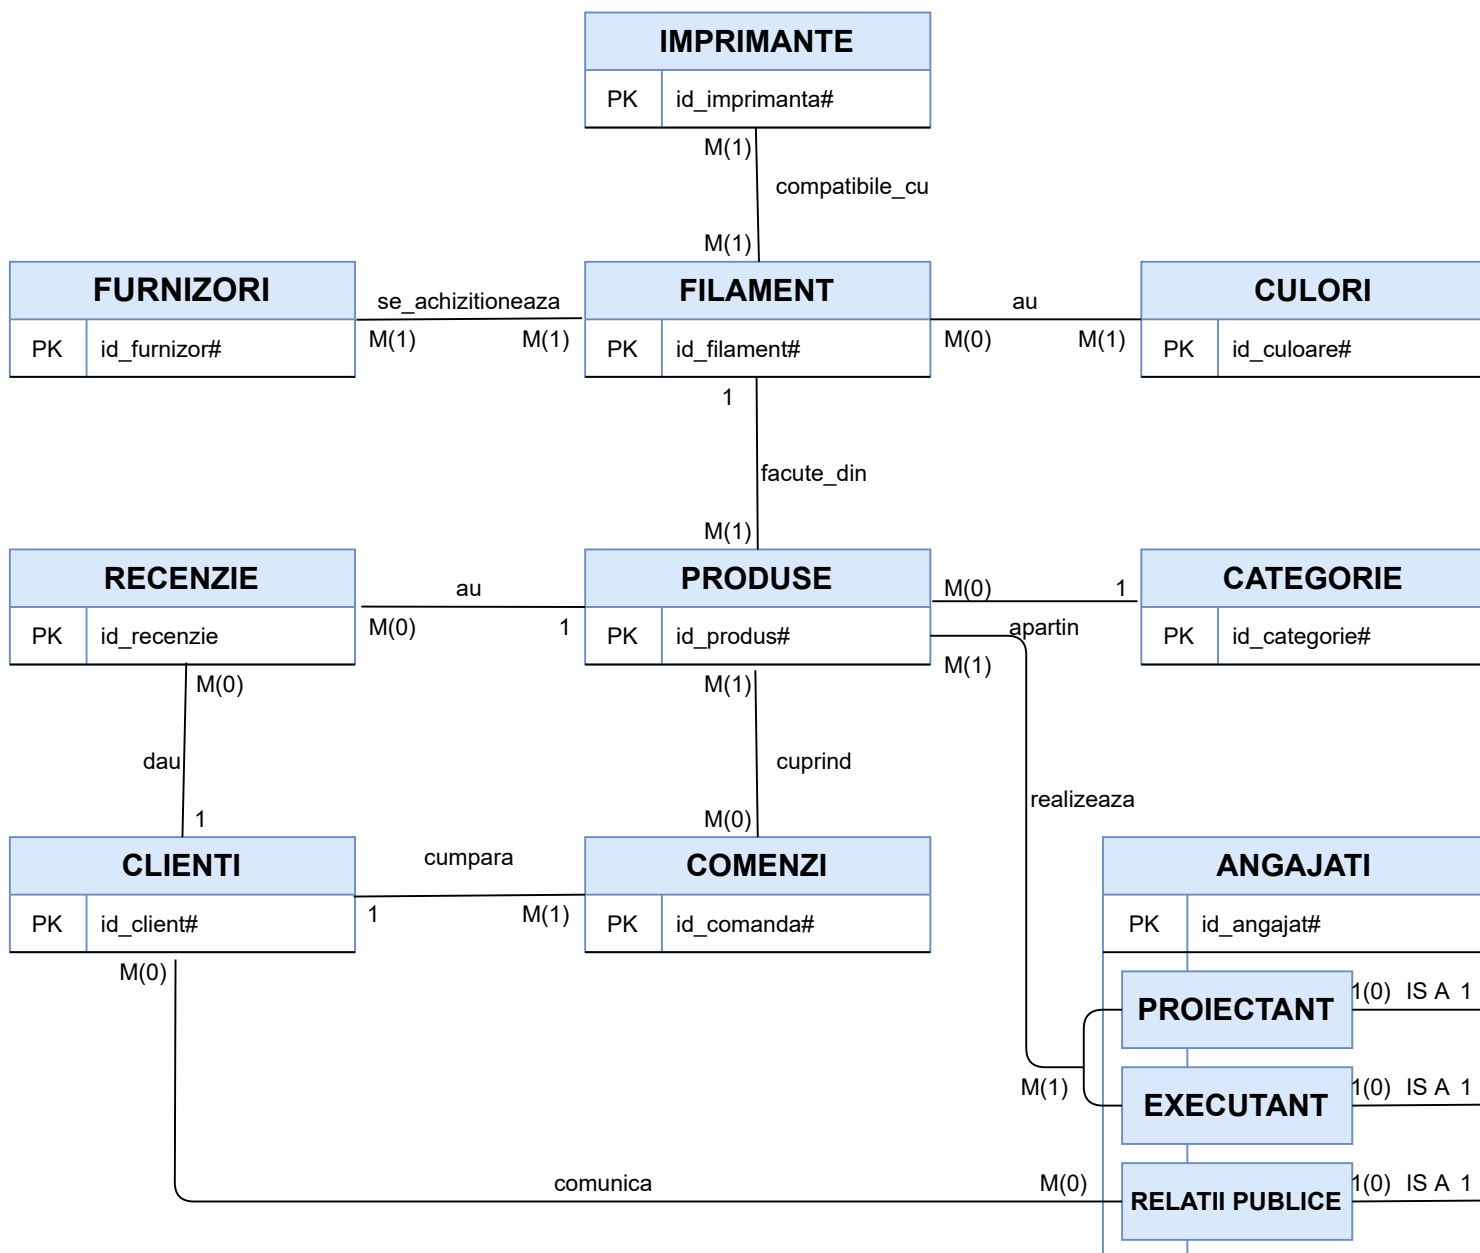 IMPRIMANTE
PK id_imprimanta#
M(1)
compatibile_cu
M(1)
FURNIZORI
PK id_furnizor#
se_achizitioneaza
M(1) M(1)
FILAMENT
PK id_filament#
au
M(0) M(1)
CULORI
PK id_culoare#
1
facute_din
M(1)
RECENZIE
PK id_recenzie
au
M(0) 1
PRODUSE
PK id_produs#
M(0) 1
apartin
CATEGORIE
PK id_categorie#
M(0)
dau
1
M(1)
cuprind
M(0)
M(1)
realizeaza
M(1)
CLIENTI
PK id_client#
cumpara
1 M(1)
COMENZI
PK id_comanda#
ANGAJATI
PK id_angajat#
PROIECTANT 1(0) IS A 1
EXECUTANT 1(0) IS A 1
M(0)
comunica
M(0)
RELATII PUBLICE 1(0) IS A 1